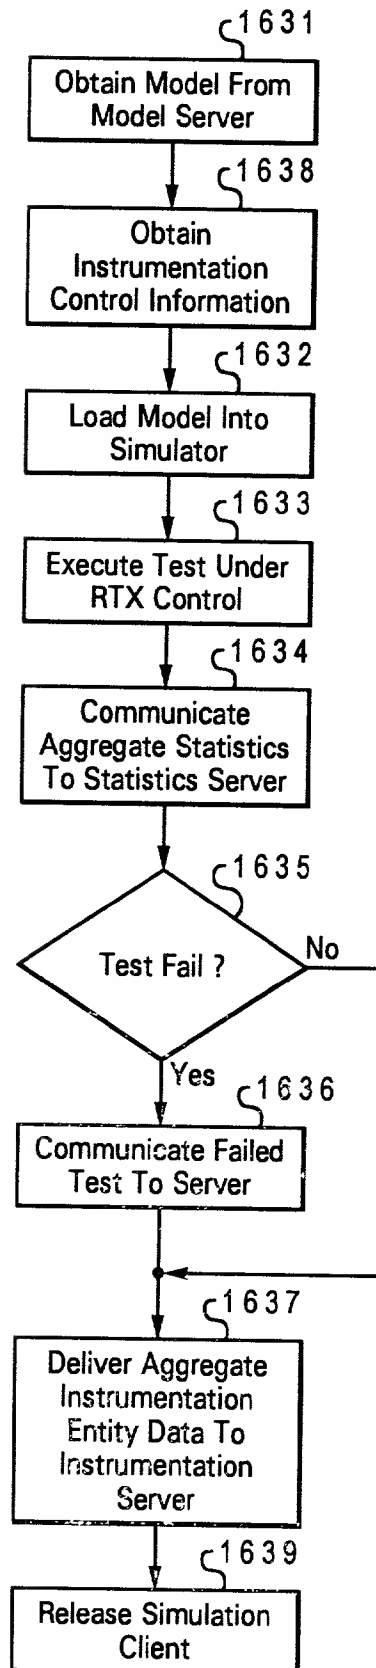 1631
Obtain Model From
Model Server
1638
Obtain
Instrumentation
Control Information
1632
Load Model Into
Simulator
1633
Execute Test Under
RTX Control
1634
Communicate
Aggregate Statistics
To Statistics Server
1635
Test Fail ?
No
Yes
1636
Communicate Failed
Test To Server
1637
Deliver Aggregate
Instrumentation
Entity Data To
Instrumentation
Server
1639
Release Simulation
Client